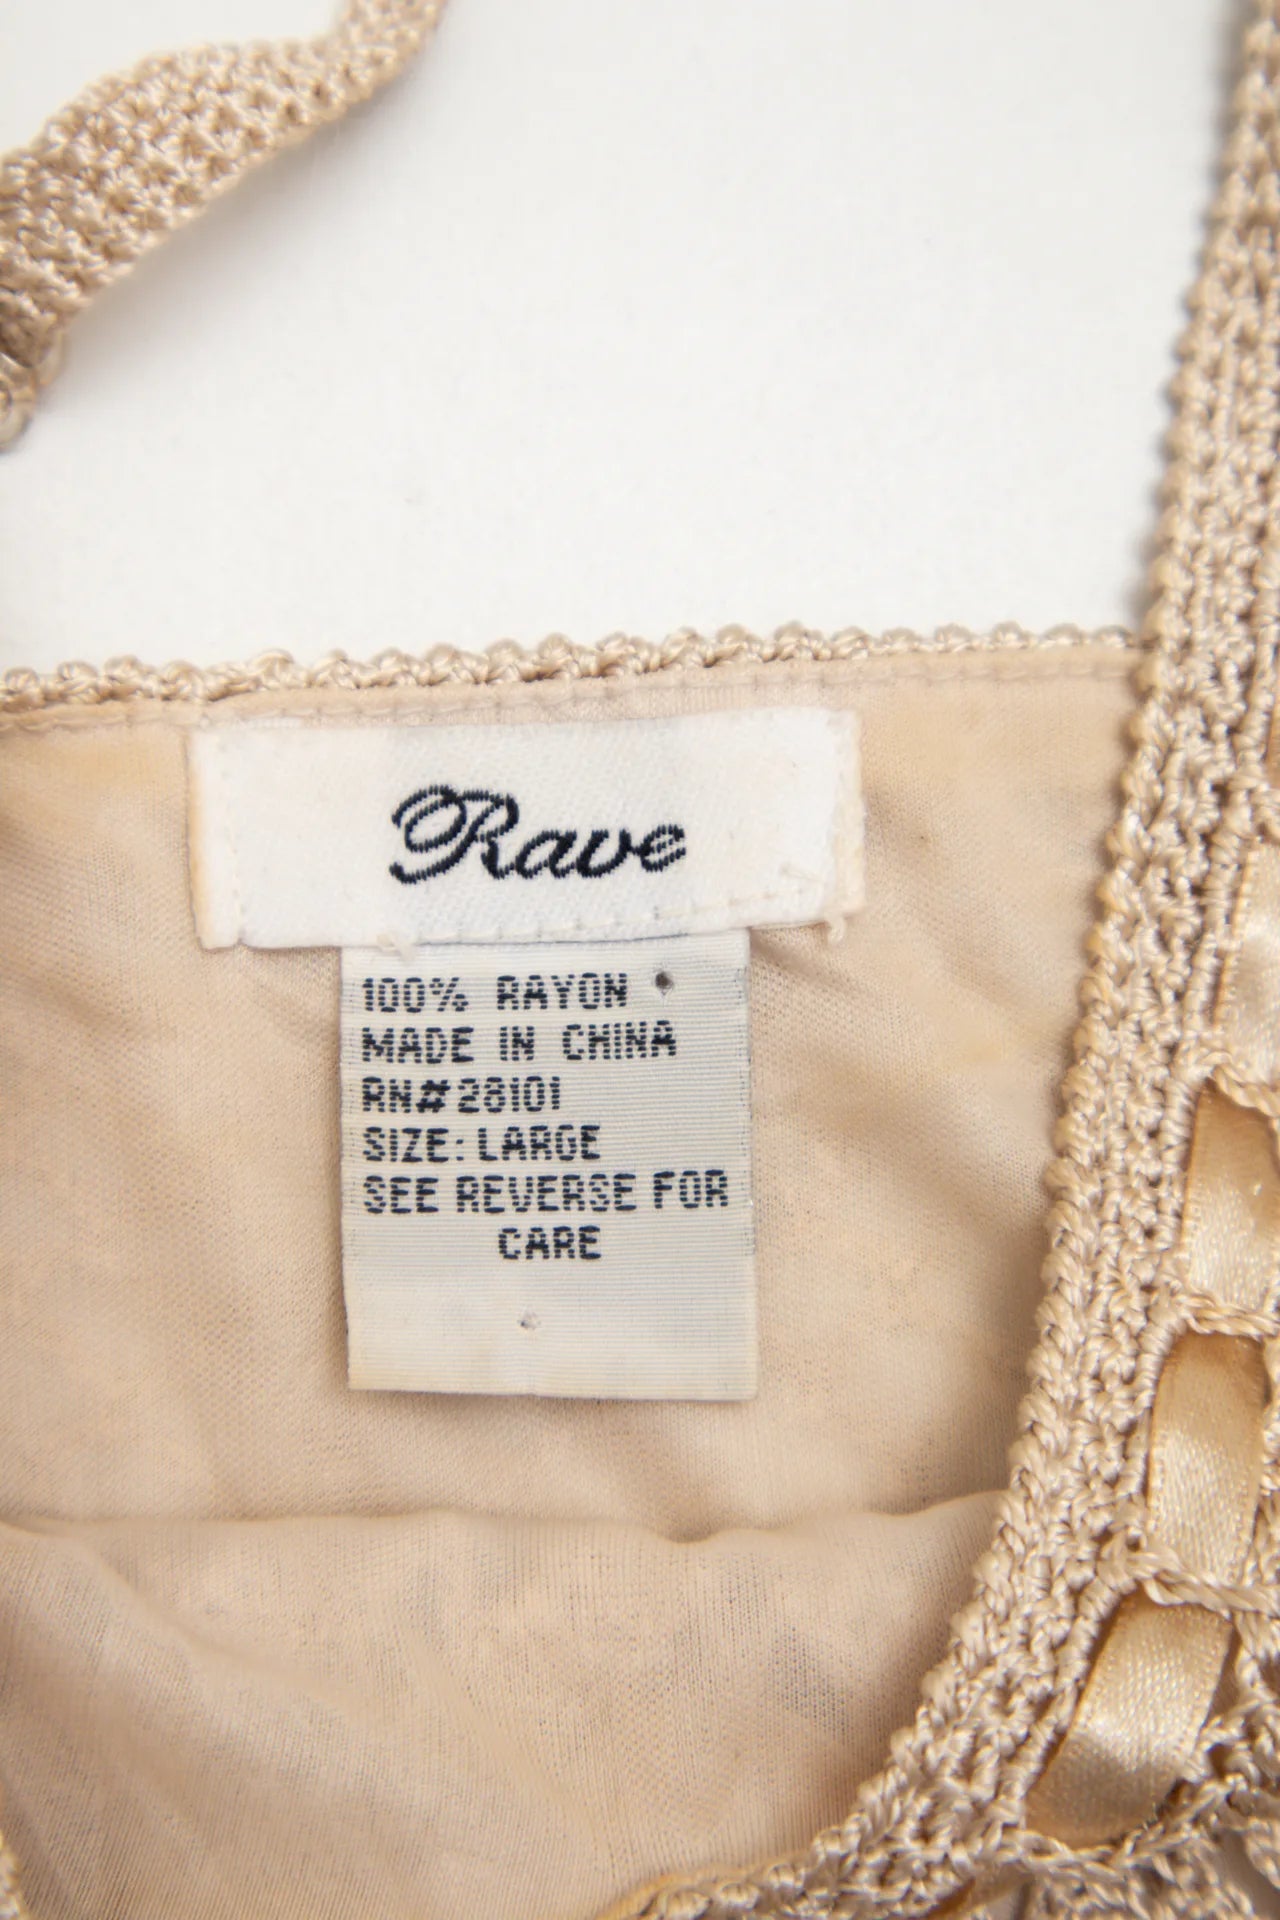 Rave
100% RAYON
MADE IN CHINA
RN#28101
SIZE: LARGE
SEE REVERSE FOR
CARE